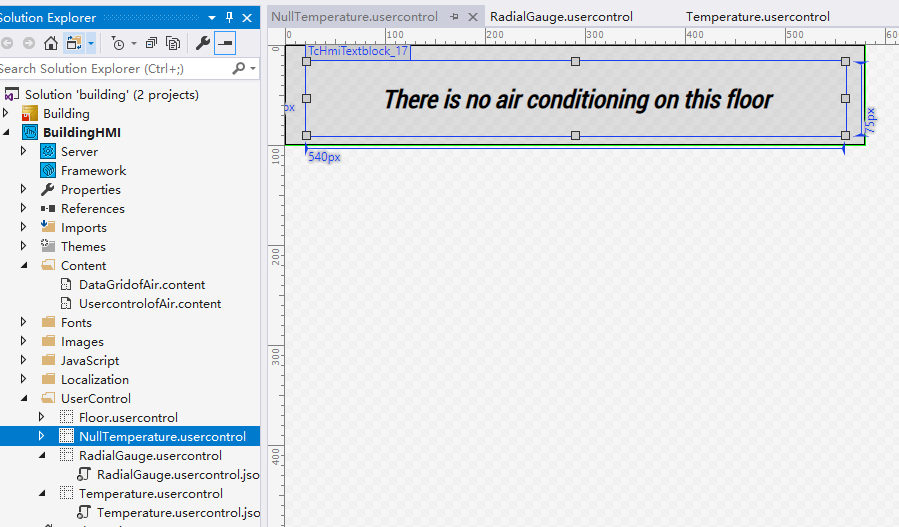 Solution Explorer
Search Solution Explorer (Ctrl+;)
Solution 'building' (2 projects)
Building
BuildingHMI
Server
Framework
Properties
References
Imports
Themes
Content
DataGridofAir.content
UsercontrolofAir.content
Fonts
Images
JavaScript
Localization
UserControl
Floor.usercontrol
NullTemperature.usercontrol
RadialGauge.usercontrol
RadialGauge.usercontrol.jso
Temperature.usercontrol
Temperature.usercontrol.jso
NullTemperature.usercontrol
RadialGauge.usercontrol
Temperature.usercontrol
0 100 200 300 400 500 60
0
100
200
300
400
TcHmiTextblock_17
There is no air conditioning on this floor
px
75px
540px